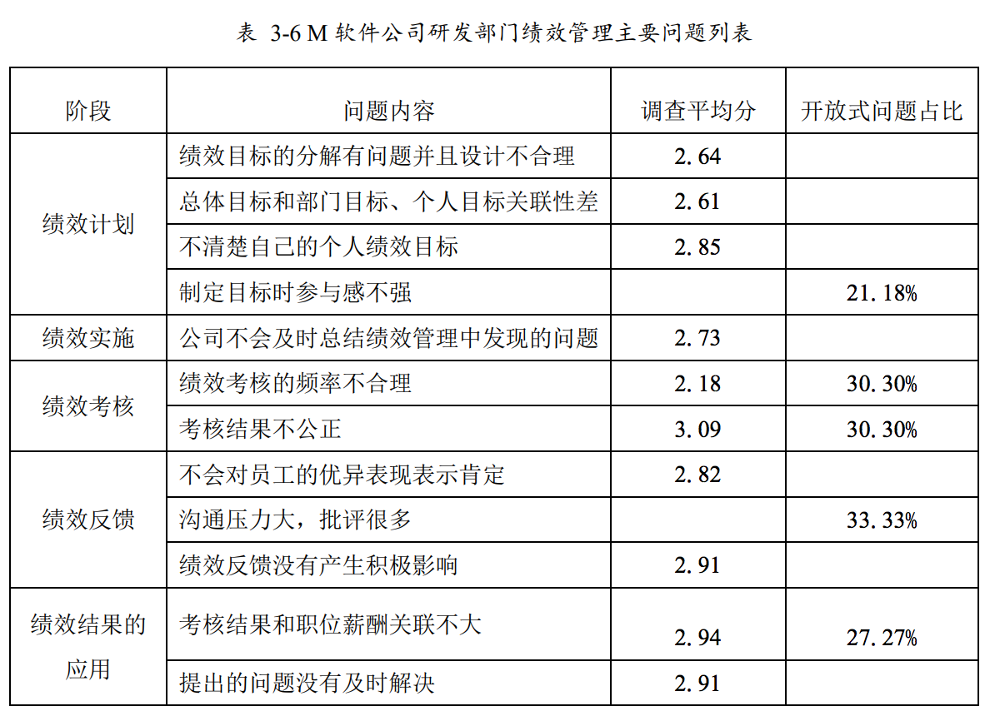 表 3-6 M 软件公司研发部门绩效管理主要问题列表
阶段 问题内容 调查平均分 开放式问题占比
绩效计划 绩效目标的分解有问题并且设计不合理 2.64
总体目标和部门目标、个人目标关联性差 2.61
不清楚自己的个人绩效目标 2.85
制定目标时参与感不强 21.18%
绩效实施 公司不会及时总结绩效管理中发现的问题 2.73
绩效考核 绩效考核的频率不合理 2.18 30.30%
考核结果不公正 3.09 30.30%
绩效反馈 不会对员工的优异表现表示肯定 2.82
沟通压力大，批评很多 33.33%
绩效反馈没有产生积极影响 2.91
绩效结果的
应用
考核结果和职位薪酬关联不大 2.94 27.27%
提出的问题没有及时解决 2.91